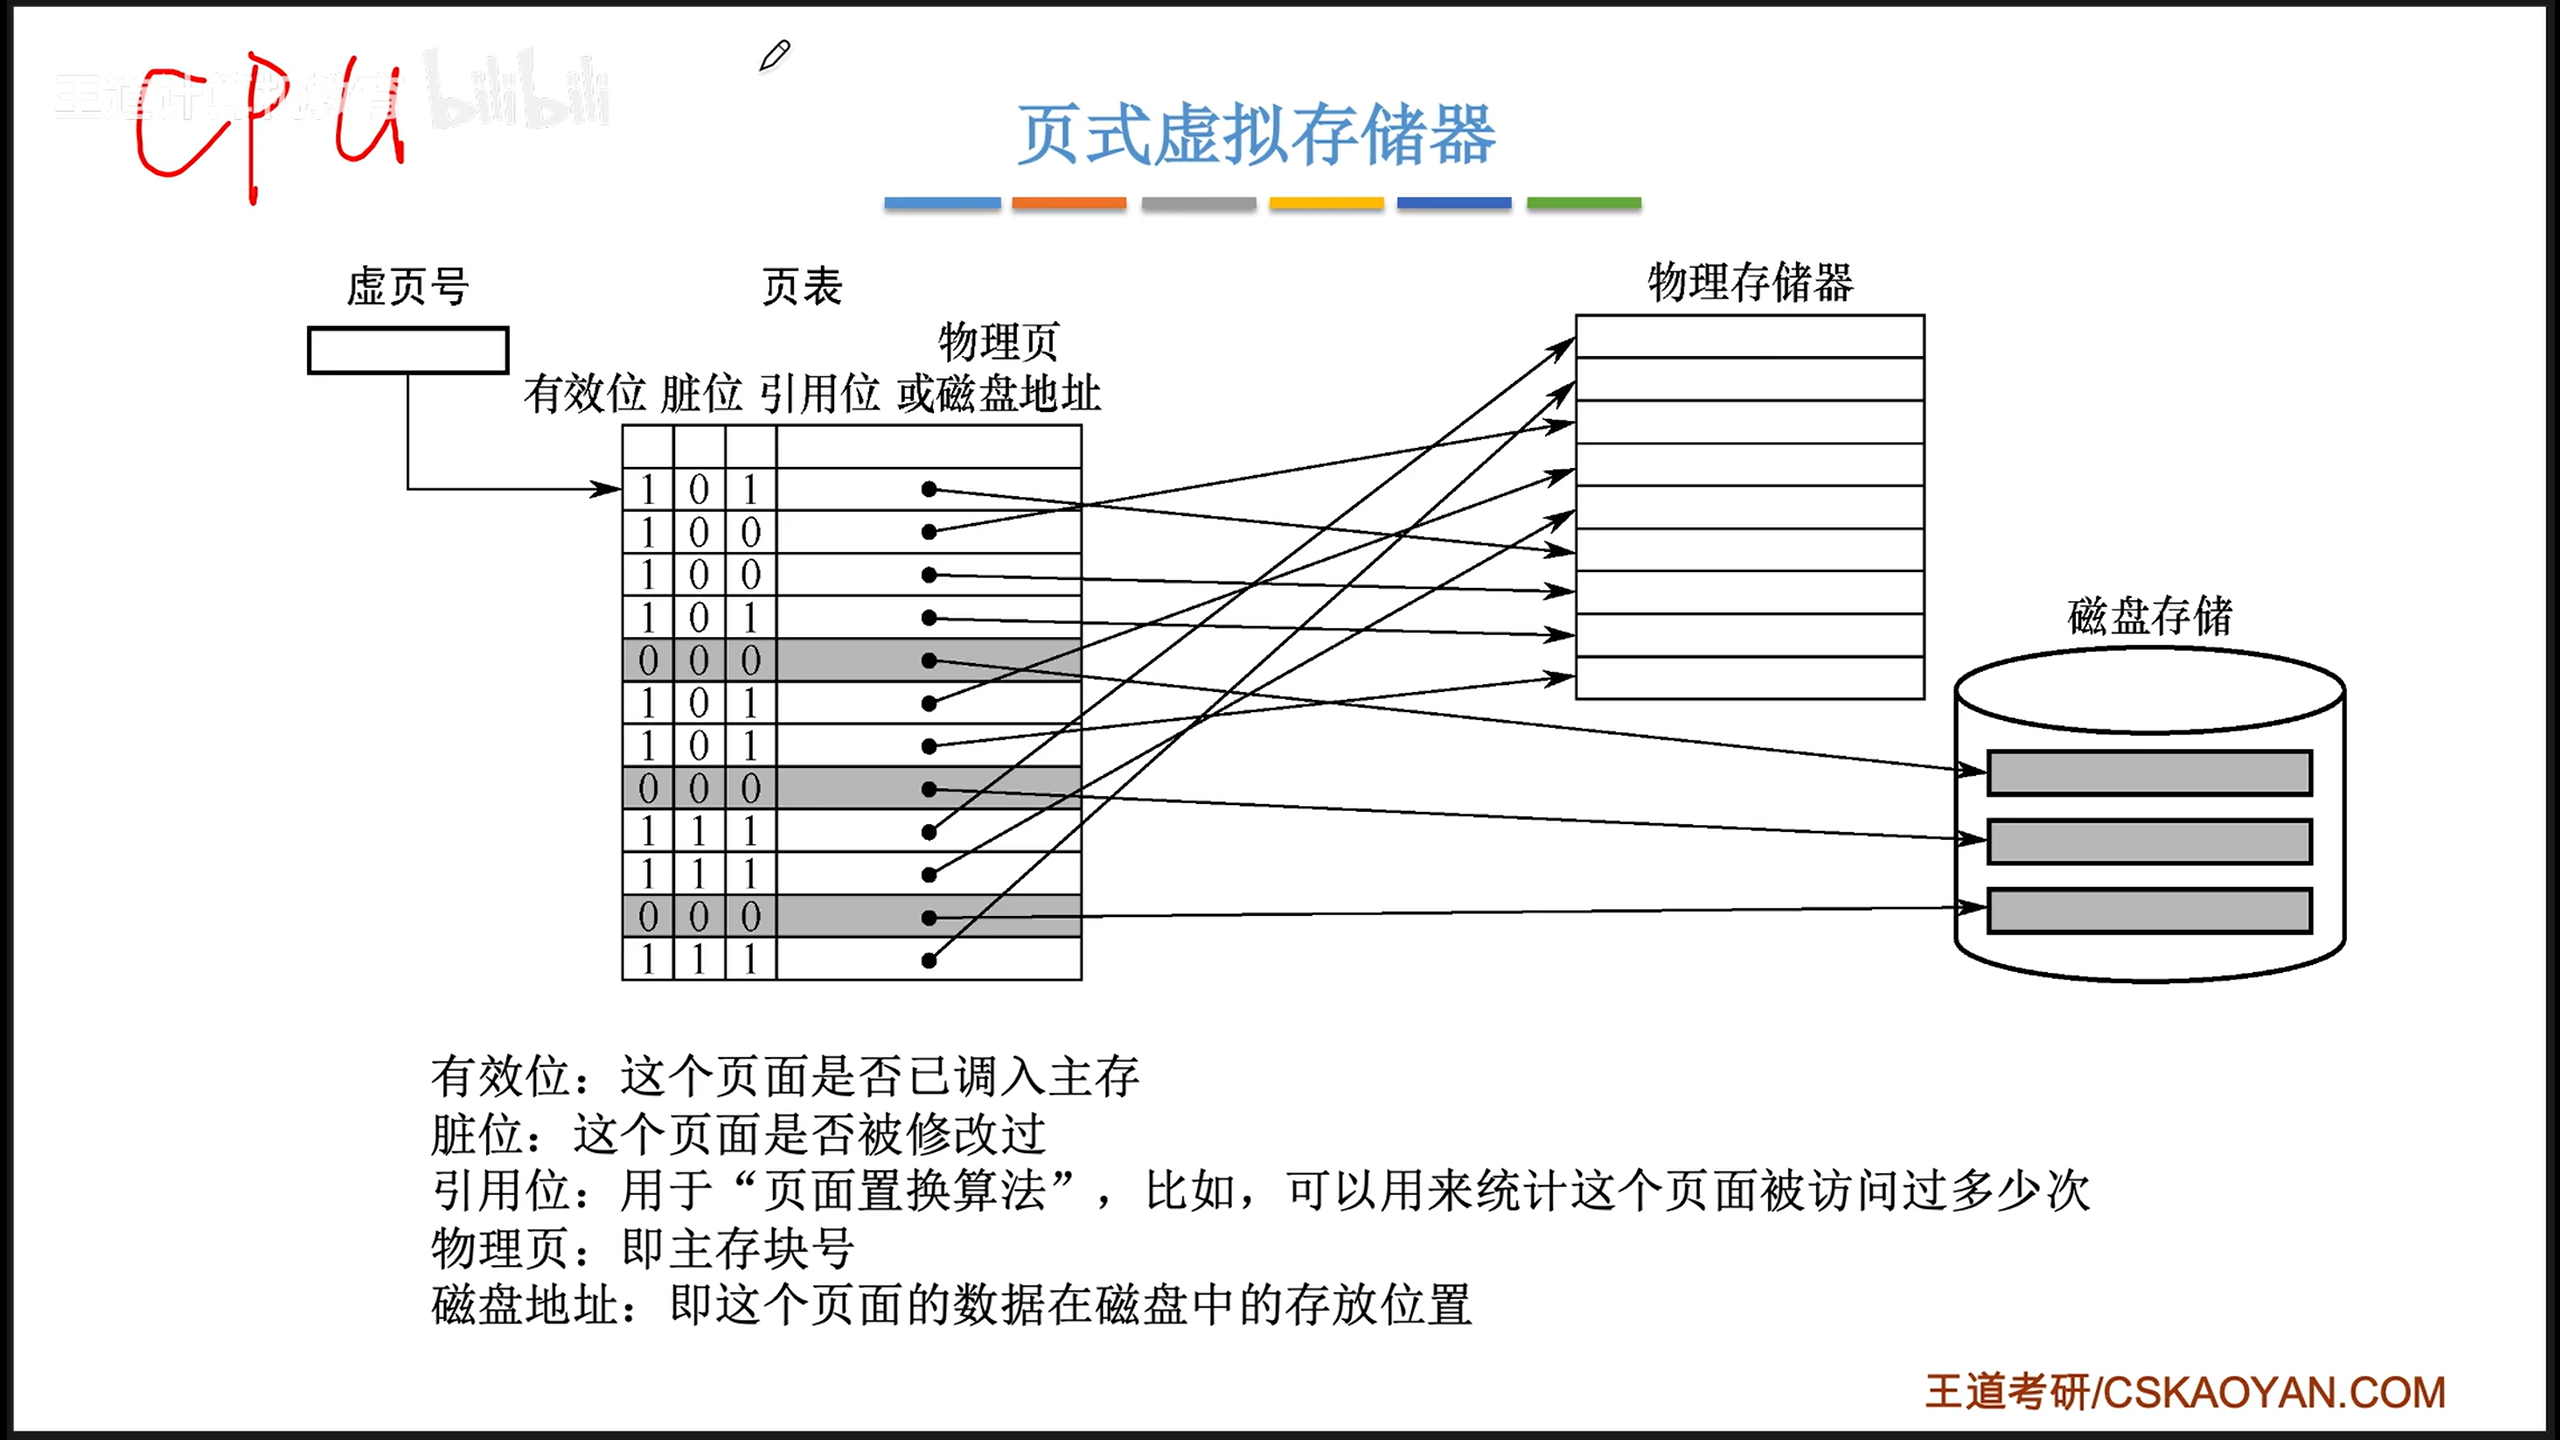 CPU
王道计算机教育 bilibili
页式虚拟存储器
虚页号 页表 物理存储器
物理页
有效位 脏位 引用位 或磁盘地址
1 0 1
1 0 0
1 0 0
1 0 1
磁盘存储
0 0 0
1 0 1
1 0 1
0 0 0
1 1 1
1 1 1
0 0 0
1 1 1
有效位：这个页面是否已调入主存
脏位：这个页面是否被修改过
引用位：用于“页面置换算法”，比如，可以用来统计这个页面被访问过多少次
物理页：即主存块号
磁盘地址：即这个页面的数据在磁盘中的存放位置
王道考研/CSKAOYAN.COM